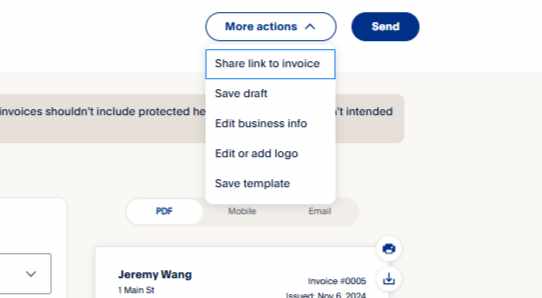 More actions
Send
Share link to invoice
Save draft
Edit business info
Edit or add logo
Save template
invoices shouldn't include protected he
't intended
PDF
Mobile
Email
Jeremy Wang
1 Main St
Invoice #0005
Issued: Nov 6, 2024